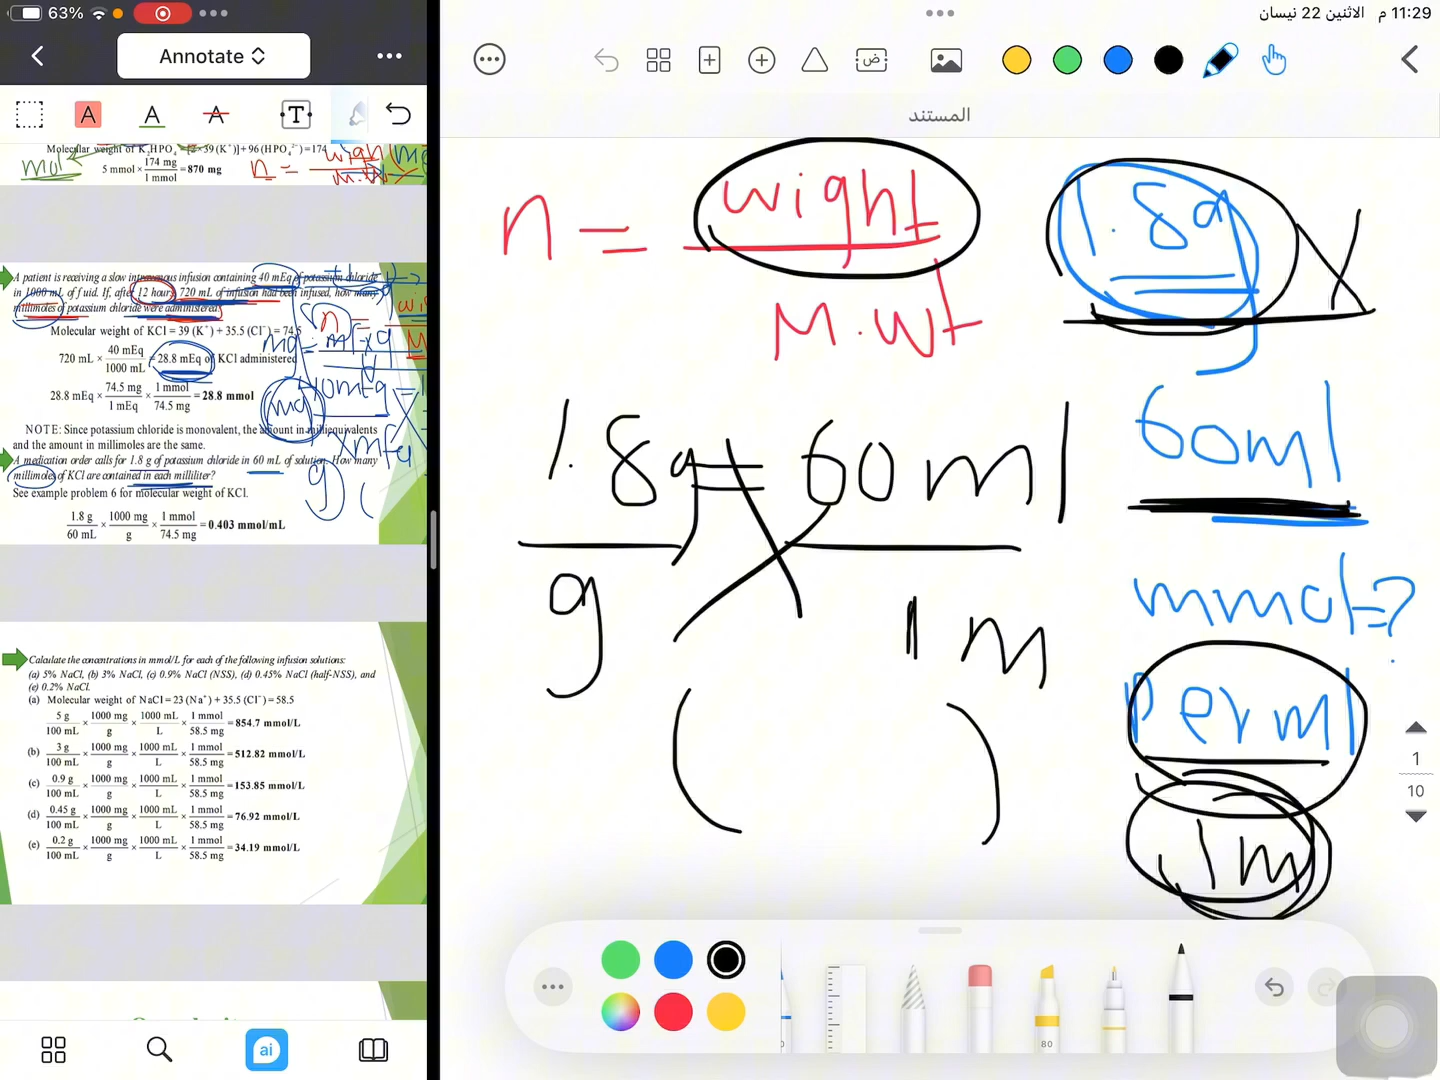 63%
11:29 م الاثنين 22 نيسان
Annotate
المستند
A A A T
ض
Molecular weight of K₂HPO₄ = [2×39 (K⁺)] + 96 (HPO₄²⁻) = 174
5 mmol × 174 mg / 1 mmol = 870 mg
mol
n =
A patient is receiving a slow intravenous infusion containing 40 mEq of potassium chloride
in 1000 mL of fluid. If, after 12 hours, 720 mL of infusion had been infused, how many
millimoles of potassium chloride were administered?
Molecular weight of KCl = 39 (K⁺) + 35.5 (Cl⁻) = 74.5
720 mL × 40 mEq / 1000 mL = 28.8 mEq of KCl administered
28.8 mEq × 74.5 mg / 1 mEq × 1 mmol / 74.5 mg = 28.8 mmol
NOTE: Since potassium chloride is monovalent, the amount in milliequivalents
and the amount in millimoles are the same.
A medication order calls for 1.8 g of potassium chloride in 60 mL of solution. How many
millimoles of KCl are contained in each milliliter?
See example problem 6 for molecular weight of KCl.
1.8 g / 60 mL × 1000 mg / g × 1 mmol / 74.5 mg = 0.403 mmol/mL
Calculate the concentrations in mmol/L for each of the following infusion solutions:
(a) 5% NaCl, (b) 3% NaCl, (c) 0.9% NaCl (NSS), (d) 0.45% NaCl (half-NSS), and
(e) 0.2% NaCl.
(a) Molecular weight of NaCl = 23 (Na⁺) + 35.5 (Cl⁻) = 58.5
5 g / 100 mL × 1000 mg / g × 1000 mL / L × 1 mmol / 58.5 mg = 854.7 mmol/L
(b) 3 g / 100 mL × 1000 mg / g × 1000 mL / L × 1 mmol / 58.5 mg = 512.82 mmol/L
(c) 0.9 g / 100 mL × 1000 mg / g × 1000 mL / L × 1 mmol / 58.5 mg = 153.85 mmol/L
(d) 0.45 g / 100 mL × 1000 mg / g × 1000 mL / L × 1 mmol / 58.5 mg = 76.92 mmol/L
(e) 0.2 g / 100 mL × 1000 mg / g × 1000 mL / L × 1 mmol / 58.5 mg = 34.19 mmol/L
ai
n = wight / M.wt
1.8g
60ml
mmol=?
per ml
1m
1.8g = 60ml
g 1 m
( )
1
10
80